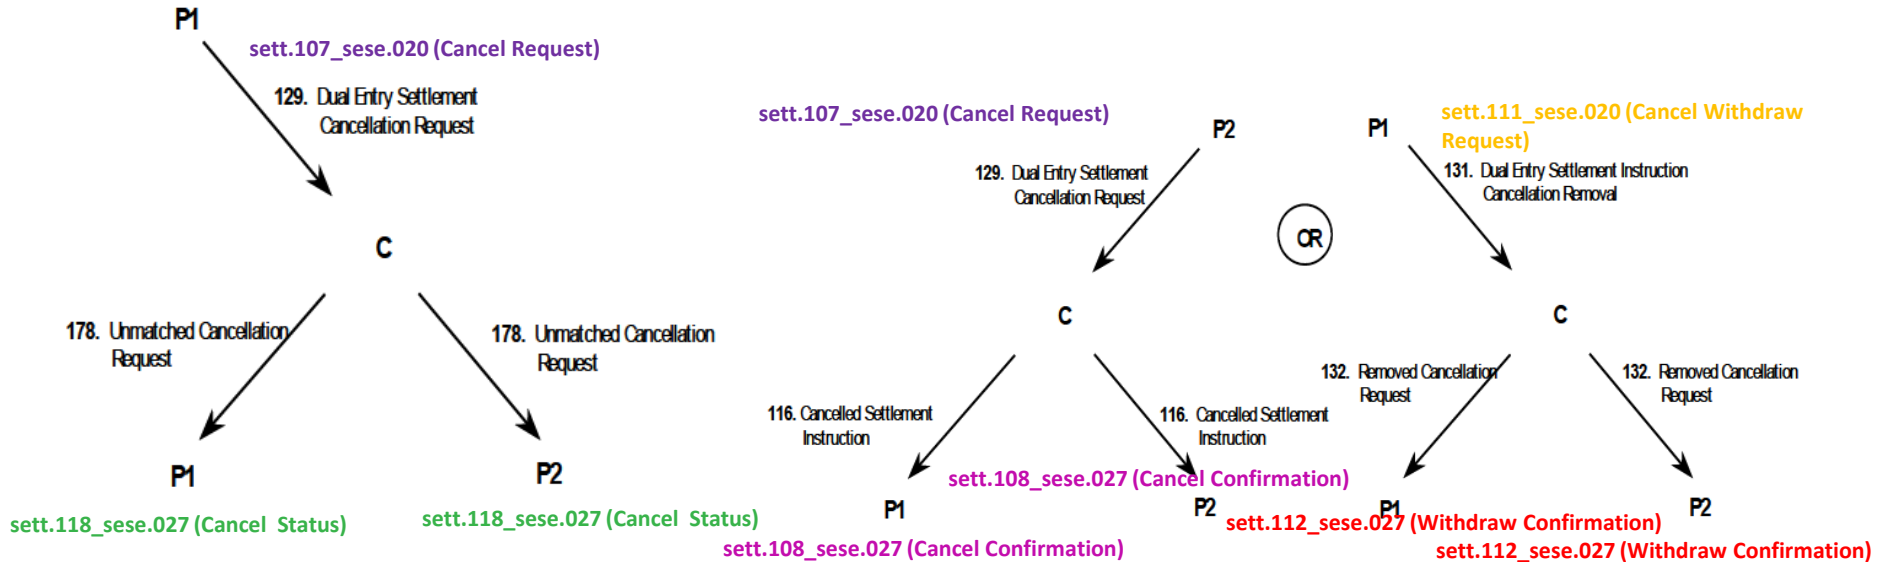 P1
sett.107_sese.020 (Cancel Request)
129. Dual Entry Settlement
Cancellation Request
C
178. Unmatched Cancellation
Request
178. Unmatched Cancellation
Request
P1
P2
sett.118_sese.027 (Cancel Status)
sett.118_sese.027 (Cancel Status)
sett.107_sese.020 (Cancel Request)
P2
129. Dual Entry Settlement
Cancellation Request
C
116. Cancelled Settlement
Instruction
116. Cancelled Settlement
Instruction
sett.108_sese.027 (Cancel Confirmation)
P1
P2
sett.108_sese.027 (Cancel Confirmation)
OR
P1
sett.111_sese.020 (Cancel Withdraw
Request)
131. Dual Entry Settlement Instruction
Cancellation Removal
C
132. Removed Cancellation
Request
132. Removed Cancellation
Request
P1
P2
sett.112_sese.027 (Withdraw Confirmation)
sett.112_sese.027 (Withdraw Confirmation)